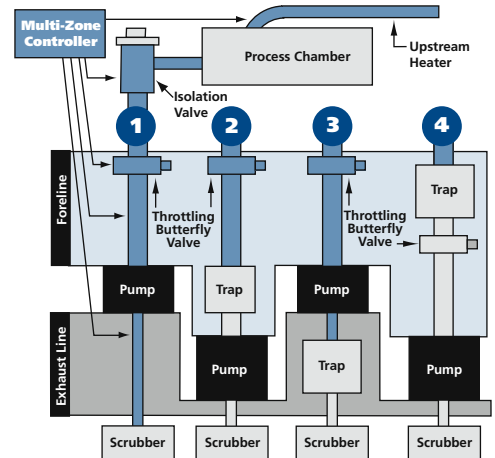 Multi-Zone
Controller
Process Chamber
Upstream
Heater
Isolation
Valve
1
2
3
4
Foreline
Trap
Throttling
Butterfly
Valve
Throttling
Butterfly
Valve
Pump
Trap
Pump
Exhaust Line
Pump
Trap
Pump
Scrubber
Scrubber
Scrubber
Scrubber